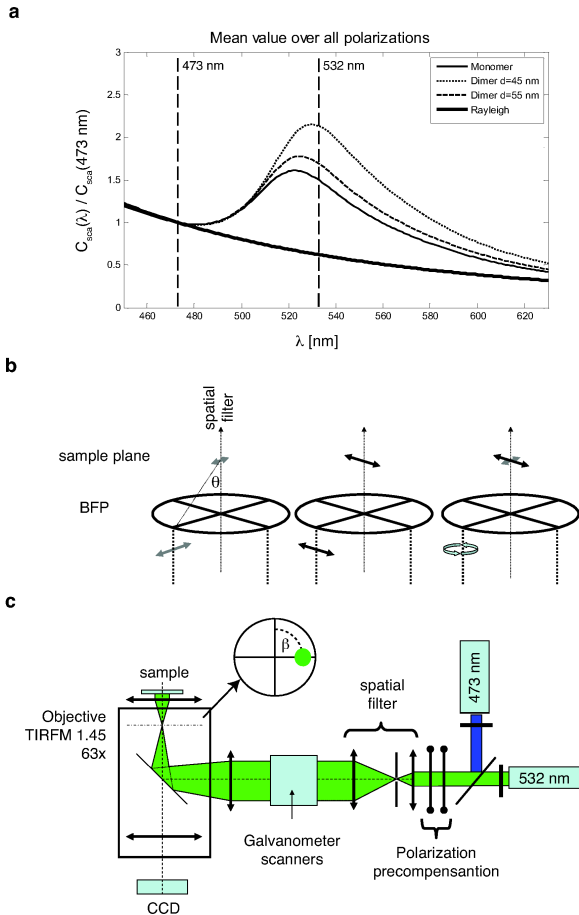 a
Mean value over all polarizations
C_sca(λ) / C_sca(473 nm)
3
2.5
2
1.5
1
0.5
0
473 nm
532 nm
Monomer
Dimer d=45 nm
Dimer d=55 nm
Rayleigh
460 480 500 520 540 560 580 600 620
λ [nm]
b
spatial
filter
sample plane
θ
BFP
c
β
sample
Objective
TIRFM 1.45
63x
spatial
filter
473 nm
532 nm
Galvanometer
scanners
Polarization
precompensantion
CCD